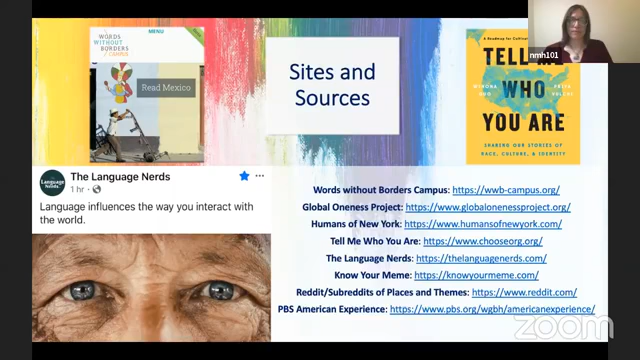 WORDS
WITHOUT
BORDERS
CAMPUS
MENU
Read Mexico
Sites and
Sources
TELL ME
WHO
YOU ARE
SHARING OUR STORIES OF
RACE, CULTURE, & IDENTITY
nmh101
Language
Nerds
The Language Nerds
1 hr ·
Language influences the way you interact with
the world.
Words without Borders Campus: https://wwb-campus.org/
Global Oneness Project: https://www.globalonenessproject.org/
Humans of New York: https://www.humansofnewyork.com/
Tell Me Who You Are: https://www.chooseorg.org/
The Language Nerds: https://thelanguagenerds.com/
Know Your Meme: https://knowyourmeme.com/
Reddit/Subreddits of Places and Themes: https://www.reddit.com/
PBS American Experience: https://www.pbs.org/wgbh/americanexperience/
zoom